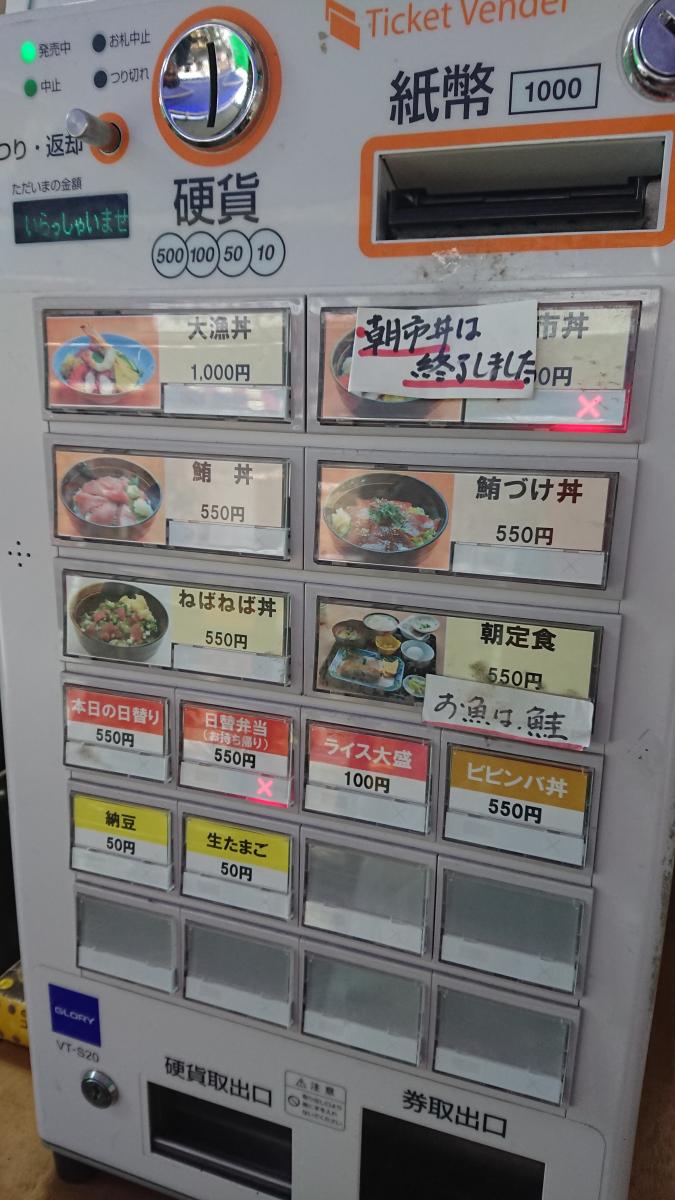 Ticket Vender
発売中
お札中止
中止
つり切れ
つり・返却
紙幣
1000
ただいまの金額
いらっしゃいませ
硬貨
500 100 50 10
大漁丼
1,000円
朝市丼は
終了しました
市丼
0円
鮪 丼
550円
鮪づけ丼
550円
ねばねば丼
550円
朝定食
550円
お魚は、鮭
本日の日替り
550円
日替弁当
(お持ち帰り)
550円
ライス大盛
100円
ビビンバ丼
550円
納豆
50円
生たまご
50円
GLORY
VT-S20
硬貨取出口
注意
券取出口